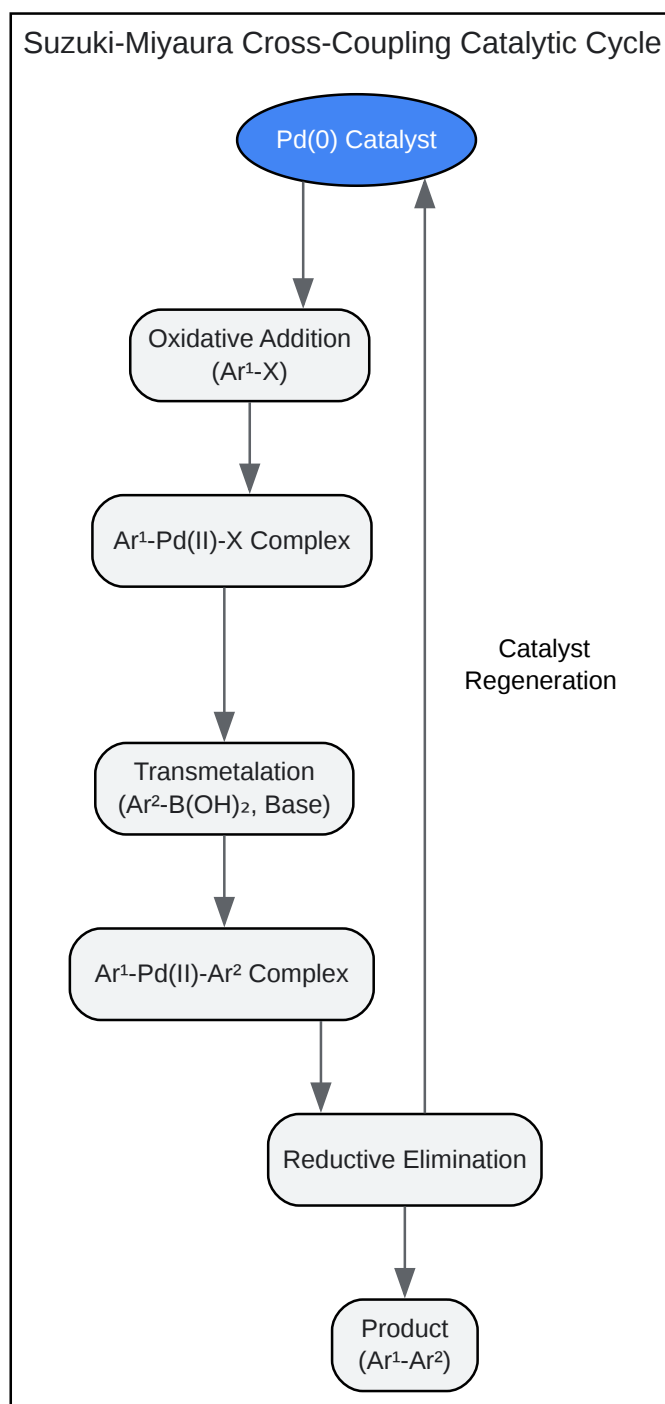 Suzuki-Miyaura Cross-Coupling Catalytic Cycle
Pd(0) Catalyst
Oxidative Addition
(Ar¹-X)
Ar¹-Pd(II)-X Complex
Catalyst
Regeneration
Transmetalation
(Ar²-B(OH)₂, Base)
Ar¹-Pd(II)-Ar² Complex
Reductive Elimination
Product
(Ar¹-Ar²)